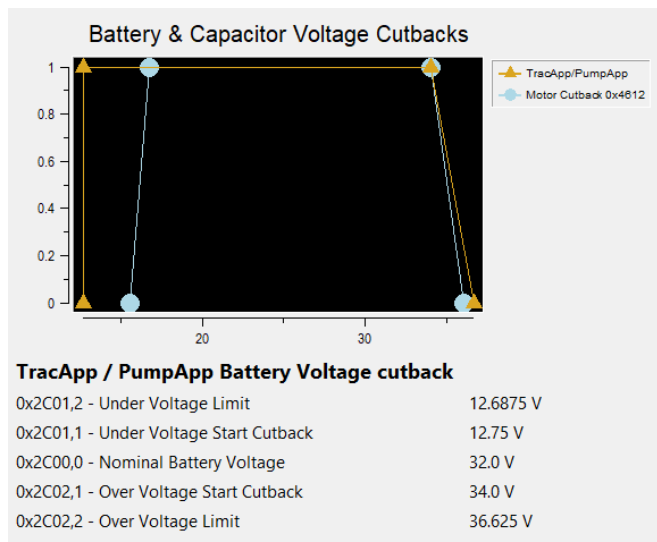 Battery & Capacitor Voltage Cutbacks
1
0.8
0.6
0.4
0.2
0
20
30
TracApp/PumpApp
Motor Cutback 0x4612
TracApp / PumpApp Battery Voltage cutback
0x2C01,2 - Under Voltage Limit 12.6875 V
0x2C01,1 - Under Voltage Start Cutback 12.75 V
0x2C00,0 - Nominal Battery Voltage 32.0 V
0x2C02,1 - Over Voltage Start Cutback 34.0 V
0x2C02,2 - Over Voltage Limit 36.625 V